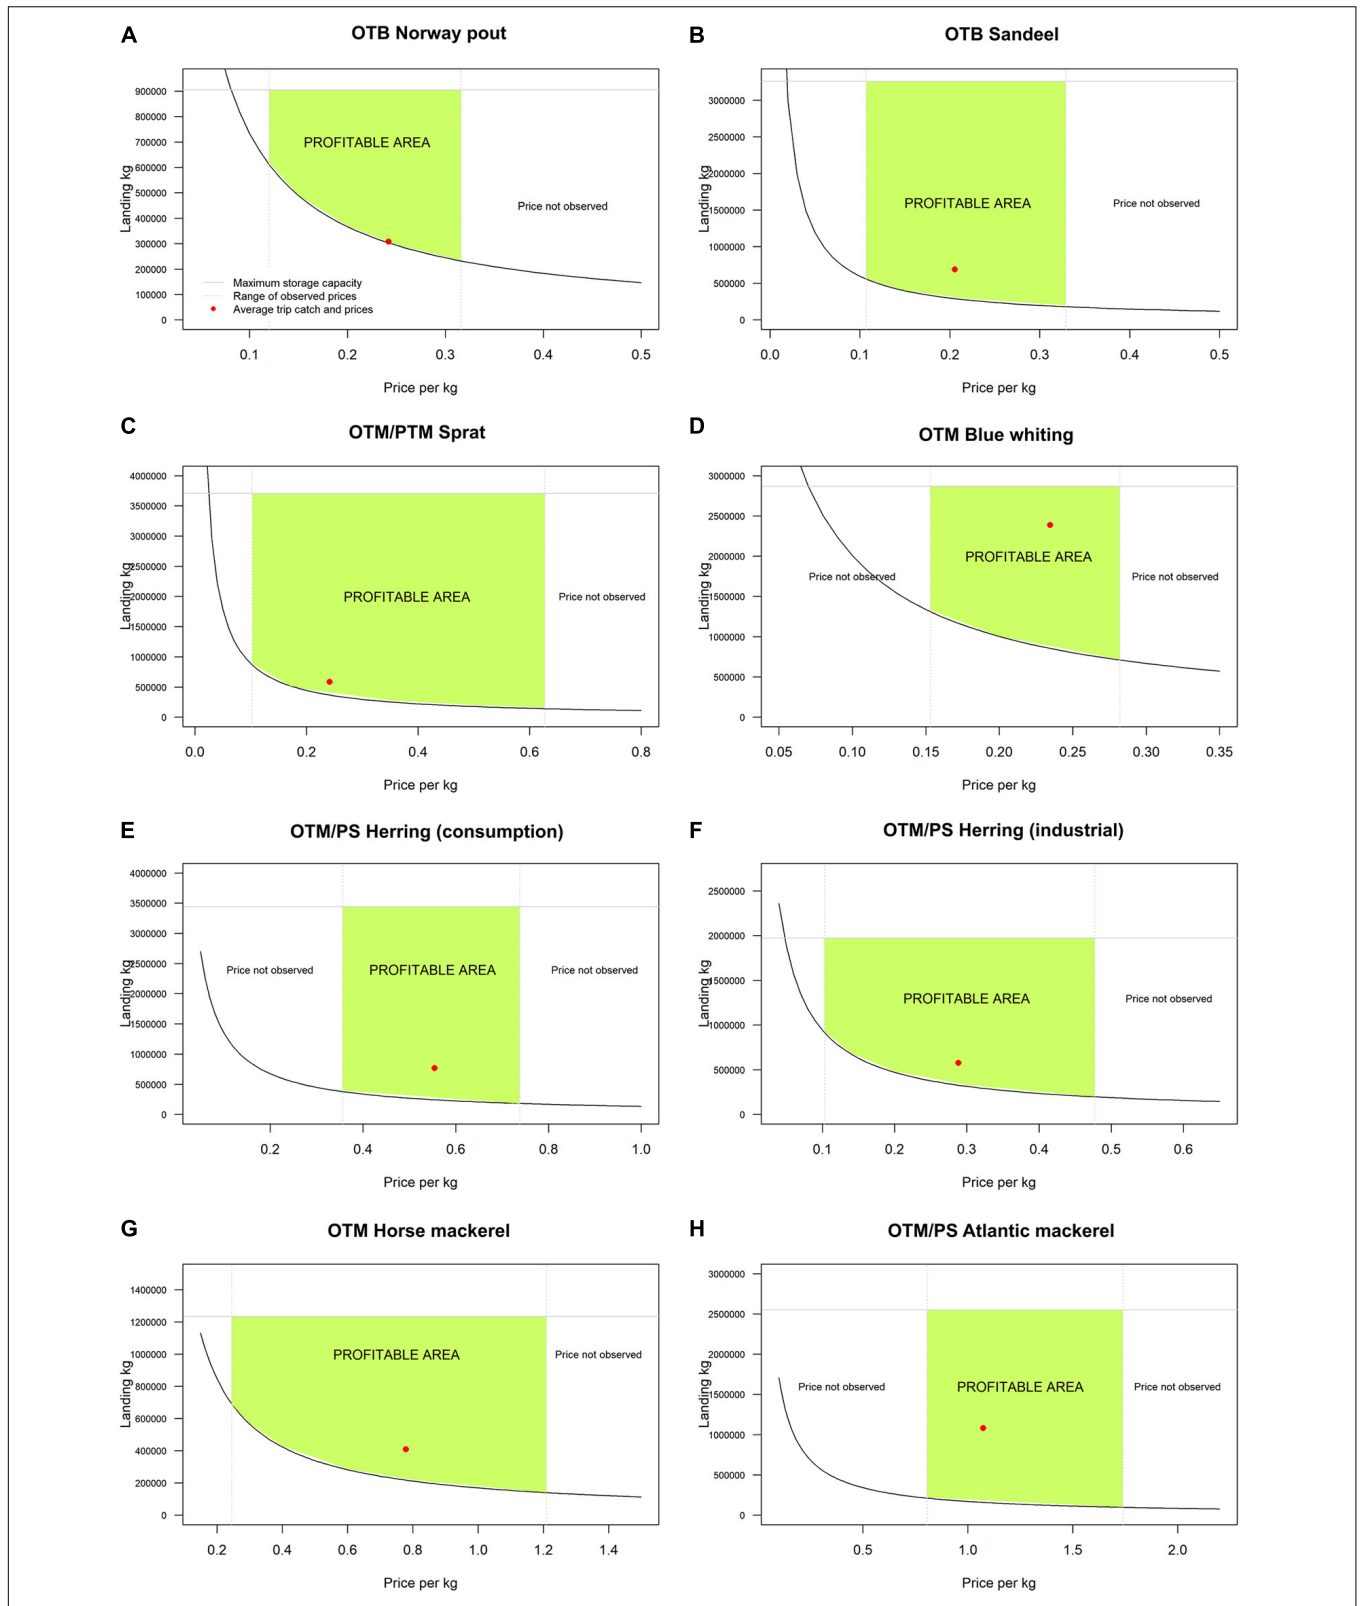 A
OTB Norway pout
Landing kg
900000
800000
700000
600000
500000
400000
300000
200000
100000
0
PROFITABLE AREA
Price not observed
Maximum storage capacity
Range of observed prices
Average trip catch and prices
0.1 0.2 0.3 0.4 0.5
Price per kg
B
OTB Sandeel
Landing kg
3000000
2500000
2000000
1500000
1000000
500000
0
PROFITABLE AREA
Price not observed
0.0 0.1 0.2 0.3 0.4 0.5
Price per kg
C
OTM/PTM Sprat
Landing kg
4000000
3500000
3000000
2500000
2000000
1500000
1000000
500000
0
PROFITABLE AREA
Price not observed
0.0 0.2 0.4 0.6 0.8
Price per kg
D
OTM Blue whiting
Landing kg
3000000
2500000
2000000
1500000
1000000
500000
0
Price not observed
PROFITABLE AREA
Price not observed
0.05 0.10 0.15 0.20 0.25 0.30 0.35
Price per kg
E
OTM/PS Herring (consumption)
Landing kg
4000000
3500000
3000000
2500000
2000000
1500000
1000000
500000
0
Price not observed
PROFITABLE AREA
Price not observed
0.2 0.4 0.6 0.8 1.0
Price per kg
F
OTM/PS Herring (industrial)
Landing kg
2500000
2000000
1500000
1000000
500000
0
PROFITABLE AREA
Price not observed
0.1 0.2 0.3 0.4 0.5 0.6
Price per kg
G
OTM Horse mackerel
Landing kg
1400000
1200000
1000000
800000
600000
400000
200000
0
PROFITABLE AREA
Price not observed
0.2 0.4 0.6 0.8 1.0 1.2 1.4
Price per kg
H
OTM/PS Atlantic mackerel
Landing kg
3000000
2500000
2000000
1500000
1000000
500000
0
Price not observed
PROFITABLE AREA
Price not observed
0.5 1.0 1.5 2.0
Price per kg